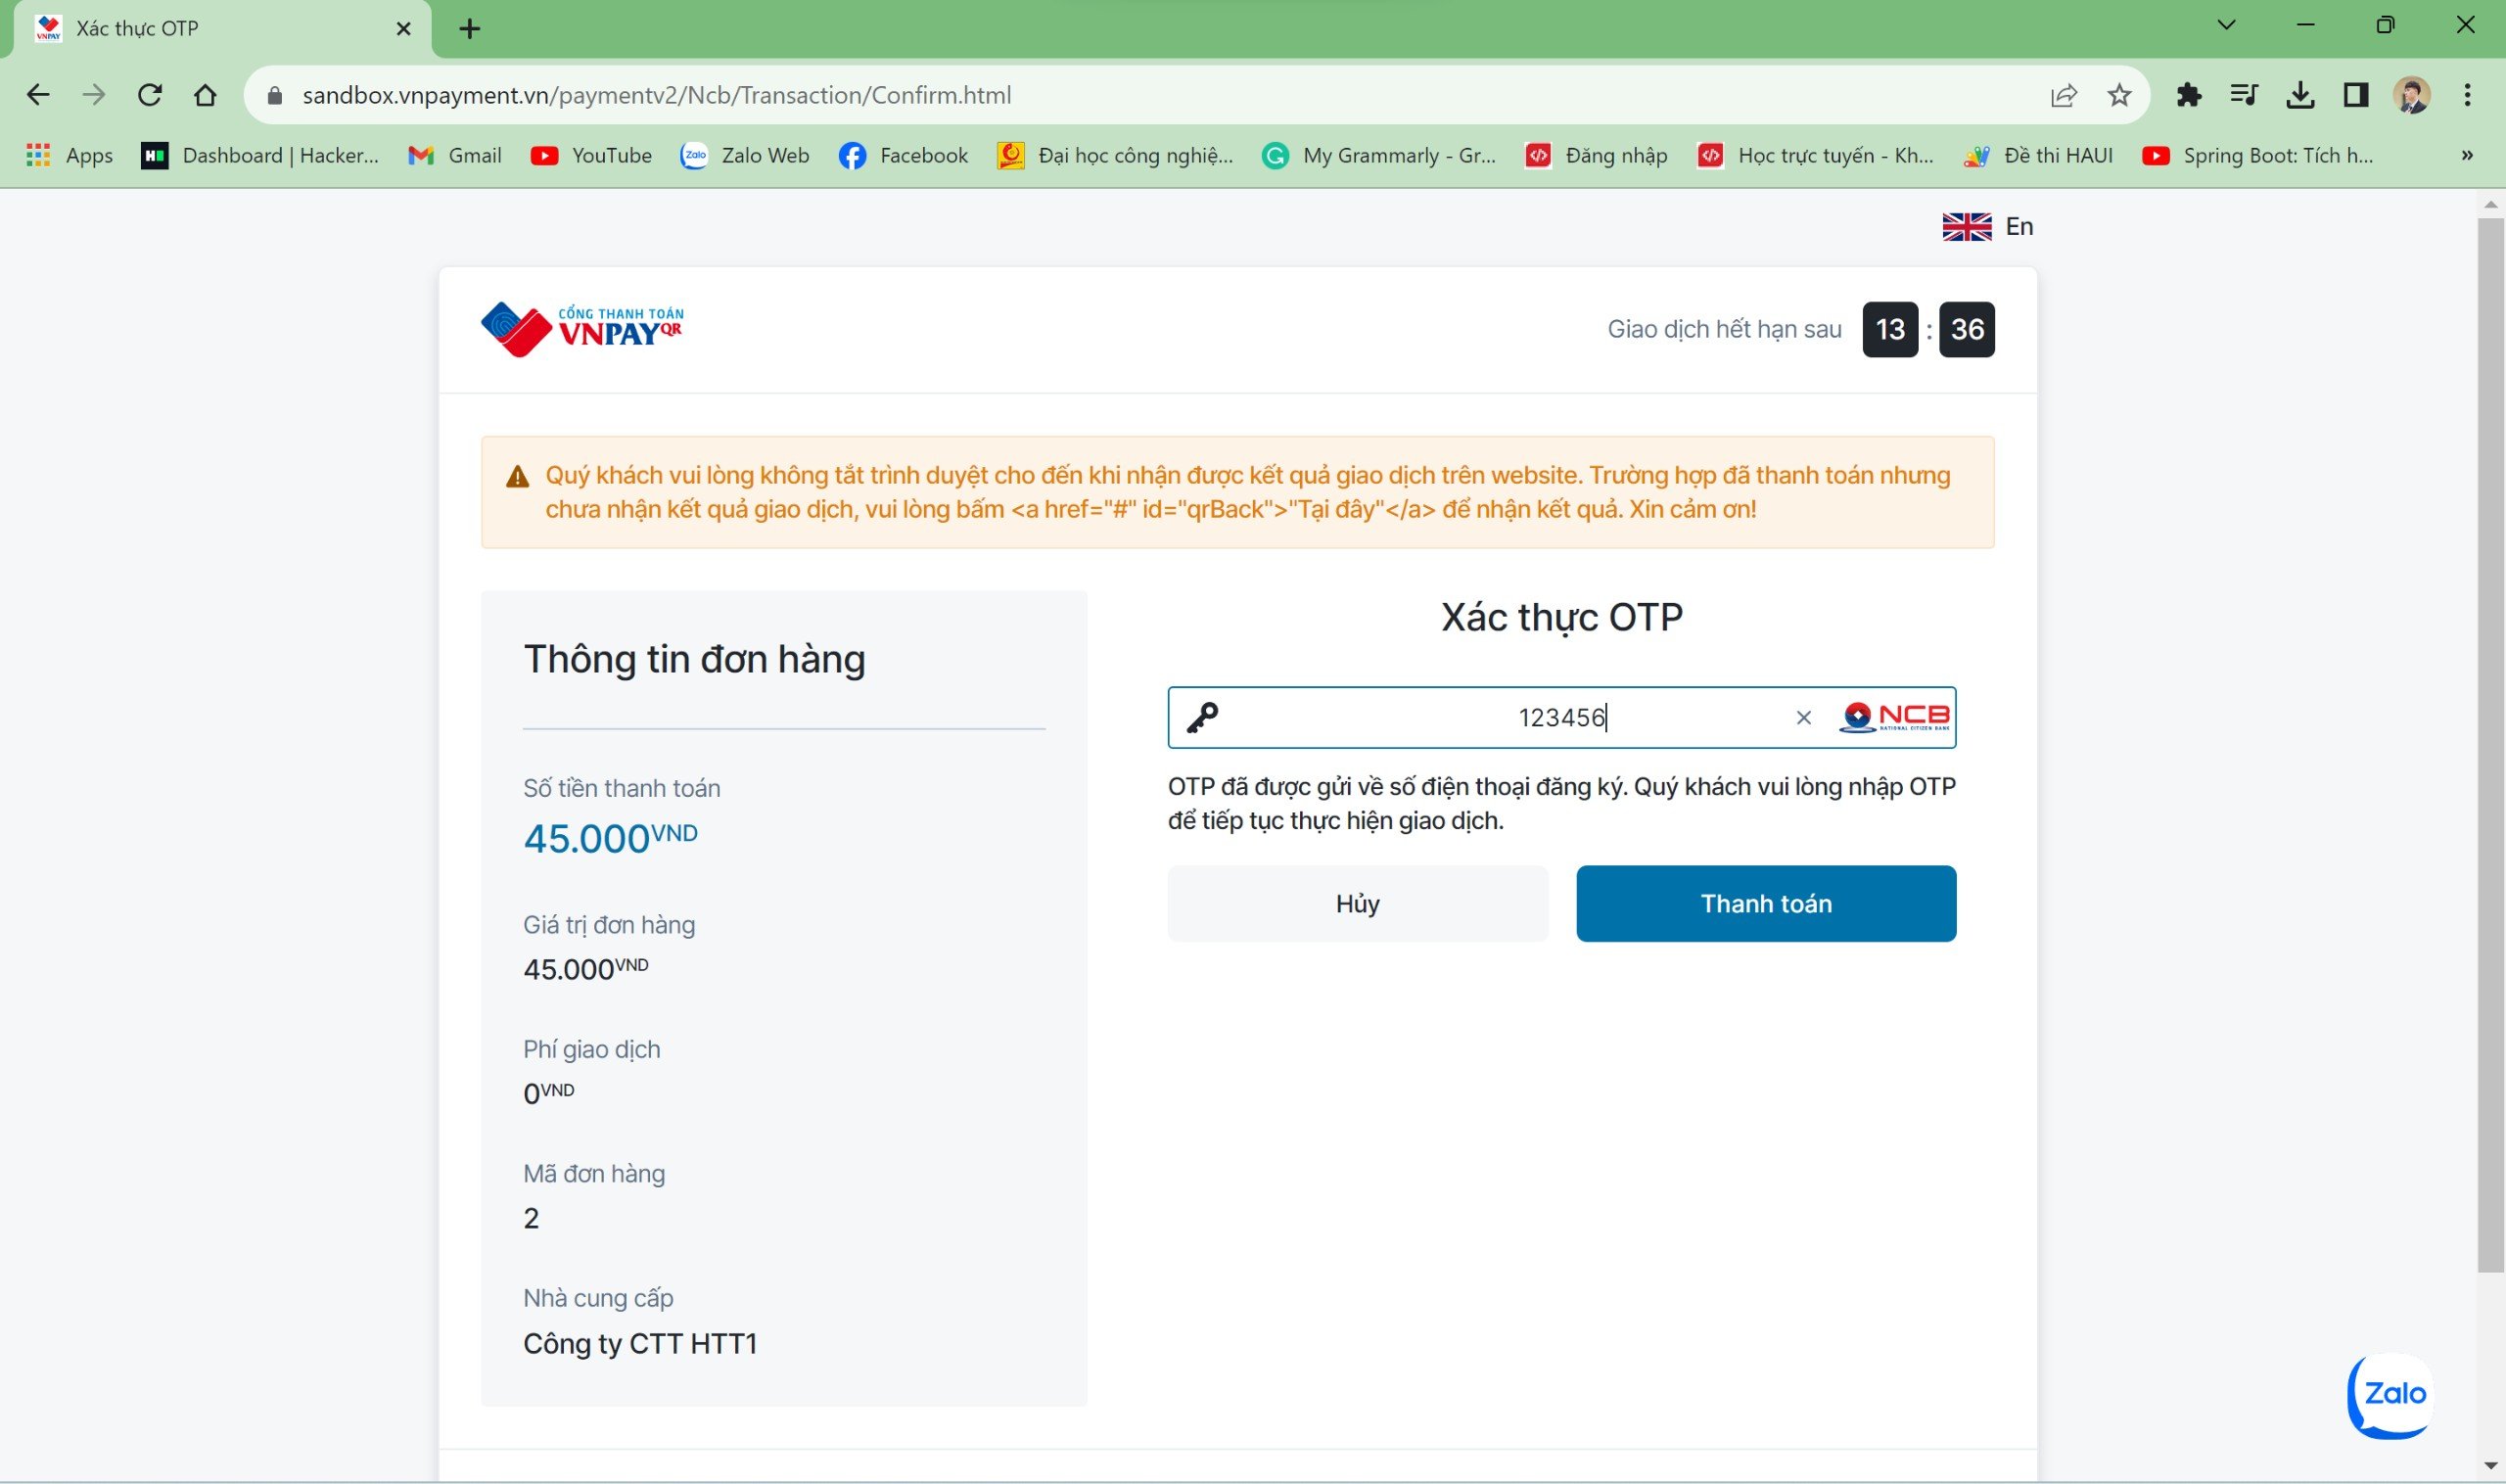 Xác thực OTP
sandbox.vnpayment.vn/paymentv2/Ncb/Transaction/Confirm.html
Apps
Dashboard | Hacker...
Gmail
YouTube
Zalo Web
Facebook
Đại học công nghiệ...
My Grammarly - Gr...
Đăng nhập
Học trực tuyến - Kh...
Đề thi HAUI
Spring Boot: Tích h...
»
En
CỔNG THANH TOÁN
VNPAYQR
Giao dịch hết hạn sau 13 : 36
Quý khách vui lòng không tắt trình duyệt cho đến khi nhận được kết quả giao dịch trên website. Trường hợp đã thanh toán nhưng
chưa nhận kết quả giao dịch, vui lòng bấm <a href="#" id="qrBack">"Tại đây"</a> để nhận kết quả. Xin cảm ơn!
Thông tin đơn hàng
Số tiền thanh toán
45.000VND
Giá trị đơn hàng
45.000VND
Phí giao dịch
0VND
Mã đơn hàng
2
Nhà cung cấp
Công ty CTT HTT1
Xác thực OTP
123456
NCB
NATIONAL CITIZEN BANK
OTP đã được gửi về số điện thoại đăng ký. Quý khách vui lòng nhập OTP
để tiếp tục thực hiện giao dịch.
Hủy
Thanh toán
Zalo